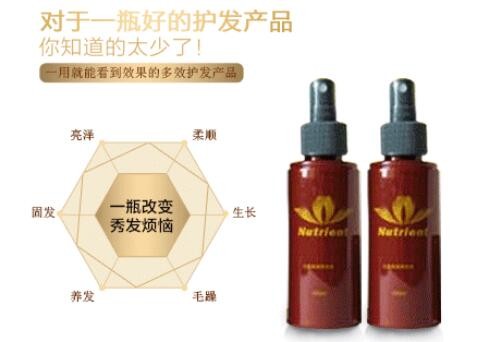 对于一瓶好的护发产品
你知道的太少了!
一用就能看到效果的多效护发产品
亮泽
柔顺
固发
一瓶改变
秀发烦恼
生长
养发
毛躁
Nutrient
Nutrient